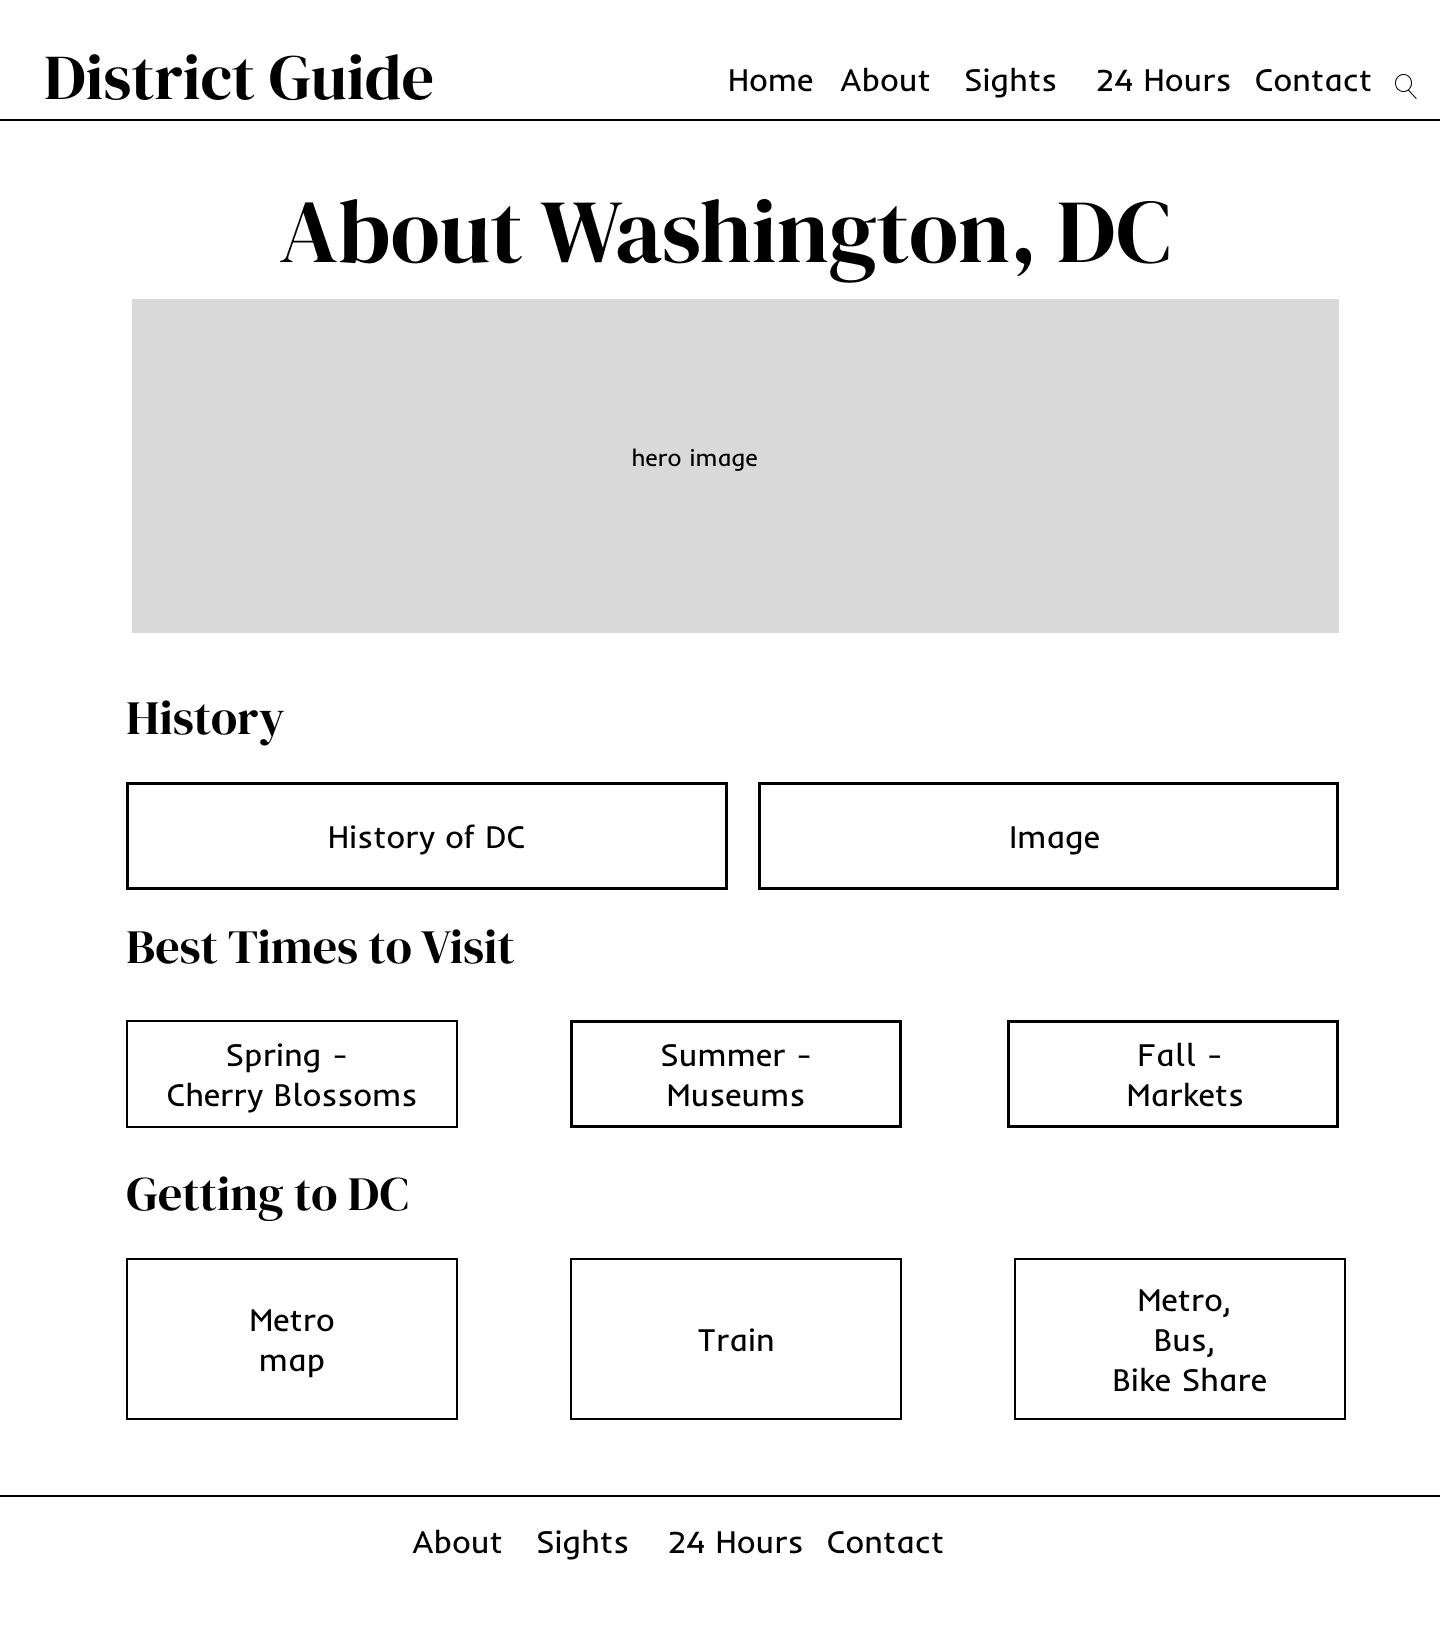 District Guide
Home About Sights 24 Hours Contact
About Washington, DC
hero image
History
History of DC
Image
Best Times to Visit
Spring -
Cherry Blossoms
Summer -
Museums
Fall -
Markets
Getting to DC
Metro
map
Train
Metro,
Bus,
Bike Share
About Sights 24 Hours Contact